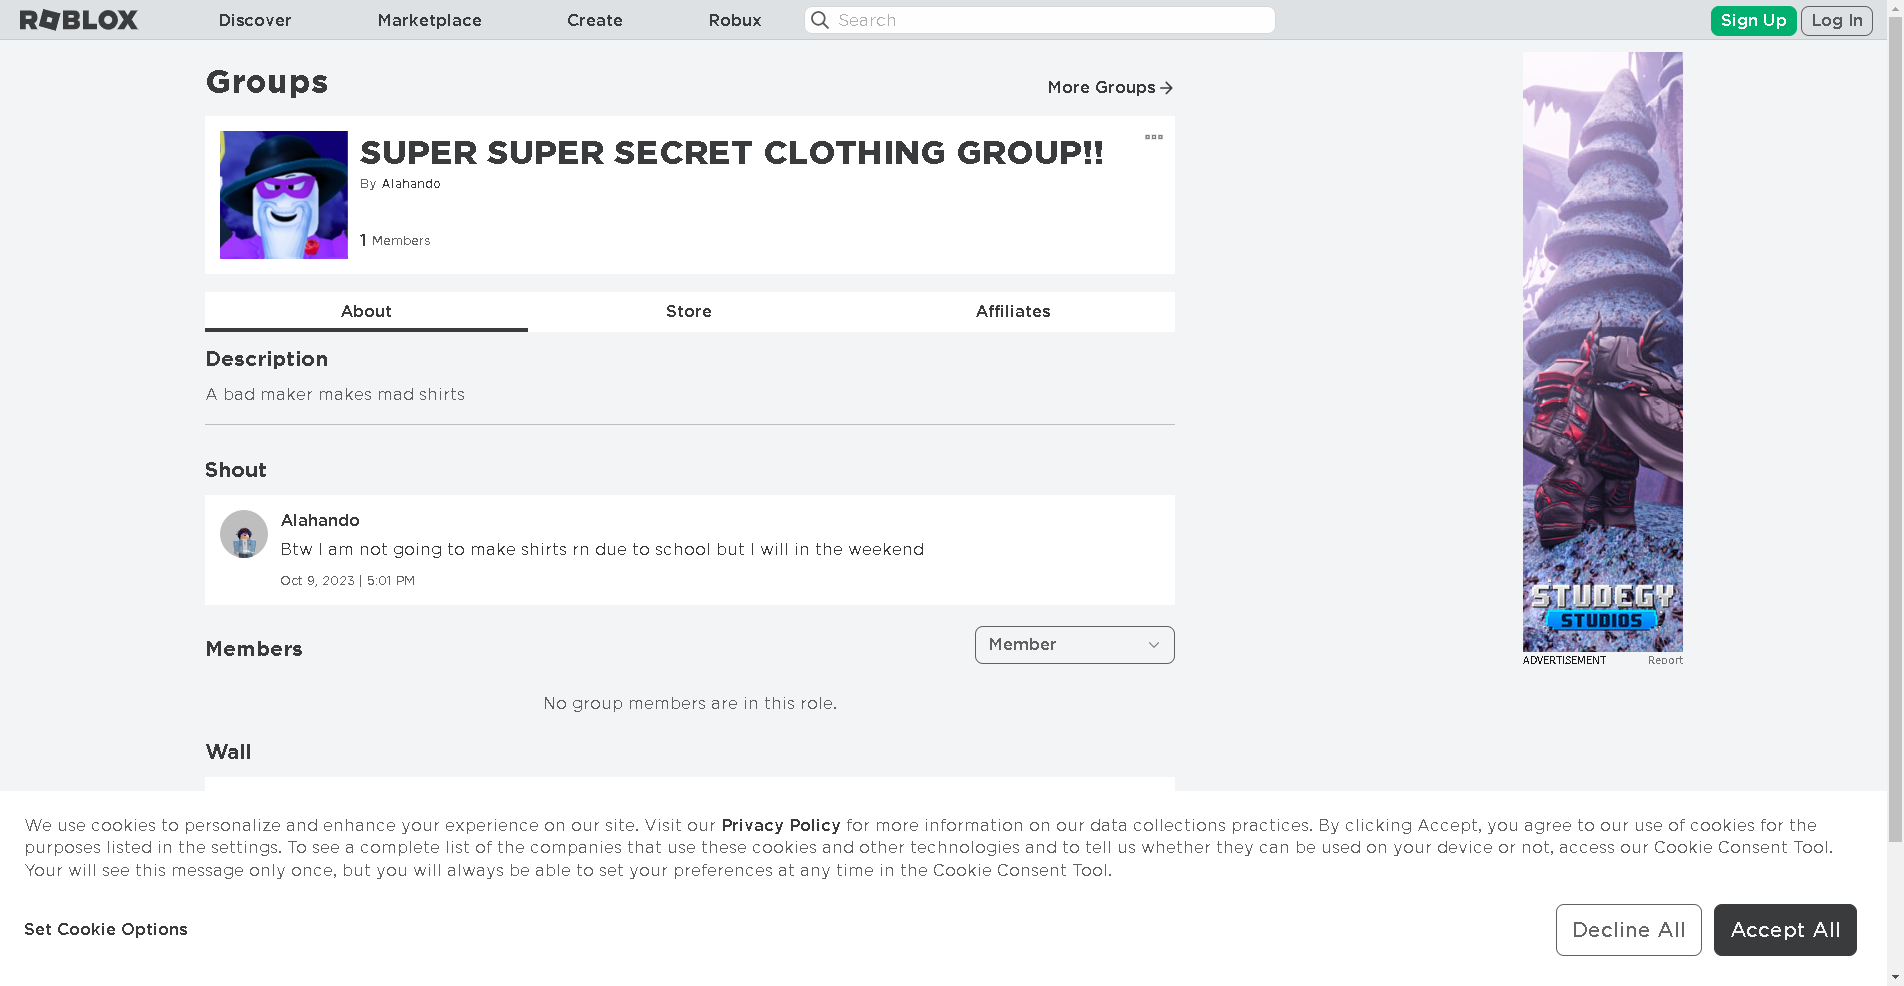 ROBLOX
Discover
Marketplace
Create
Robux
Search
Sign Up
Log In
Groups
More Groups
SUPER SUPER SECRET CLOTHING GROUP!!
By Alahando
1 Members
About
Store
Affiliates
Description
A bad maker makes mad shirts
Shout
Alahando
Btw I am not going to make shirts rn due to school but I will in the weekend
Oct 9, 2023 | 5:01 PM
Members
Member
No group members are in this role.
Wall
STUDEGY
STUDIOS
ADVERTISEMENT
Report
We use cookies to personalize and enhance your experience on our site. Visit our Privacy Policy for more information on our data collections practices. By clicking Accept, you agree to our use of cookies for the
purposes listed in the settings. To see a complete list of the companies that use these cookies and other technologies and to tell us whether they can be used on your device or not, access our Cookie Consent Tool.
Your will see this message only once, but you will always be able to set your preferences at any time in the Cookie Consent Tool.
Set Cookie Options
Decline All
Accept All